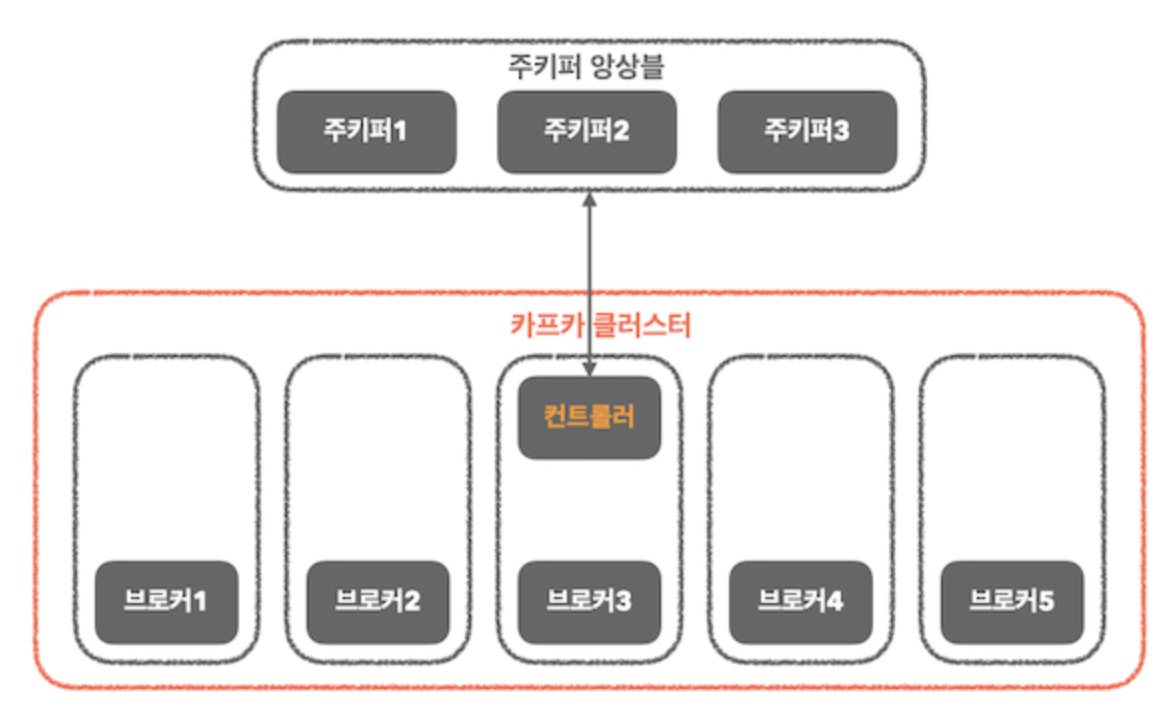 주키퍼 앙상블
주키퍼1
주키퍼2
주키퍼3
카프카 클러스터
컨트롤러
브로커1
브로커2
브로커3
브로커4
브로커5